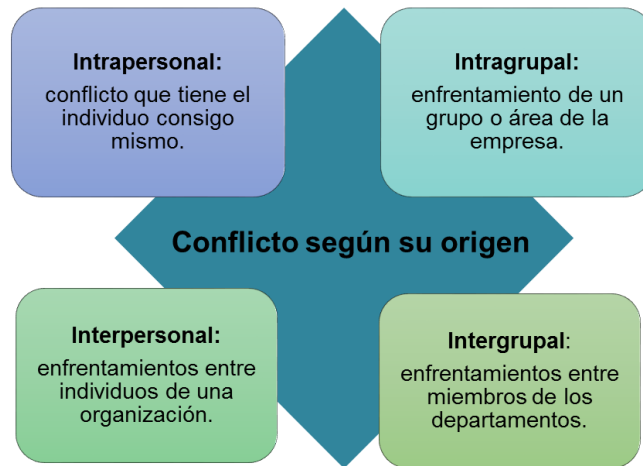 Intrapersonal:
conflicto que tiene el
individuo consigo
mismo.
Intragrupal:
enfrentamiento de un
grupo o área de la
empresa.
Conflicto según su origen
Interpersonal:
enfrentamientos entre
individuos de una
organización.
Intergrupal:
enfrentamientos entre
miembros de los
departamentos.